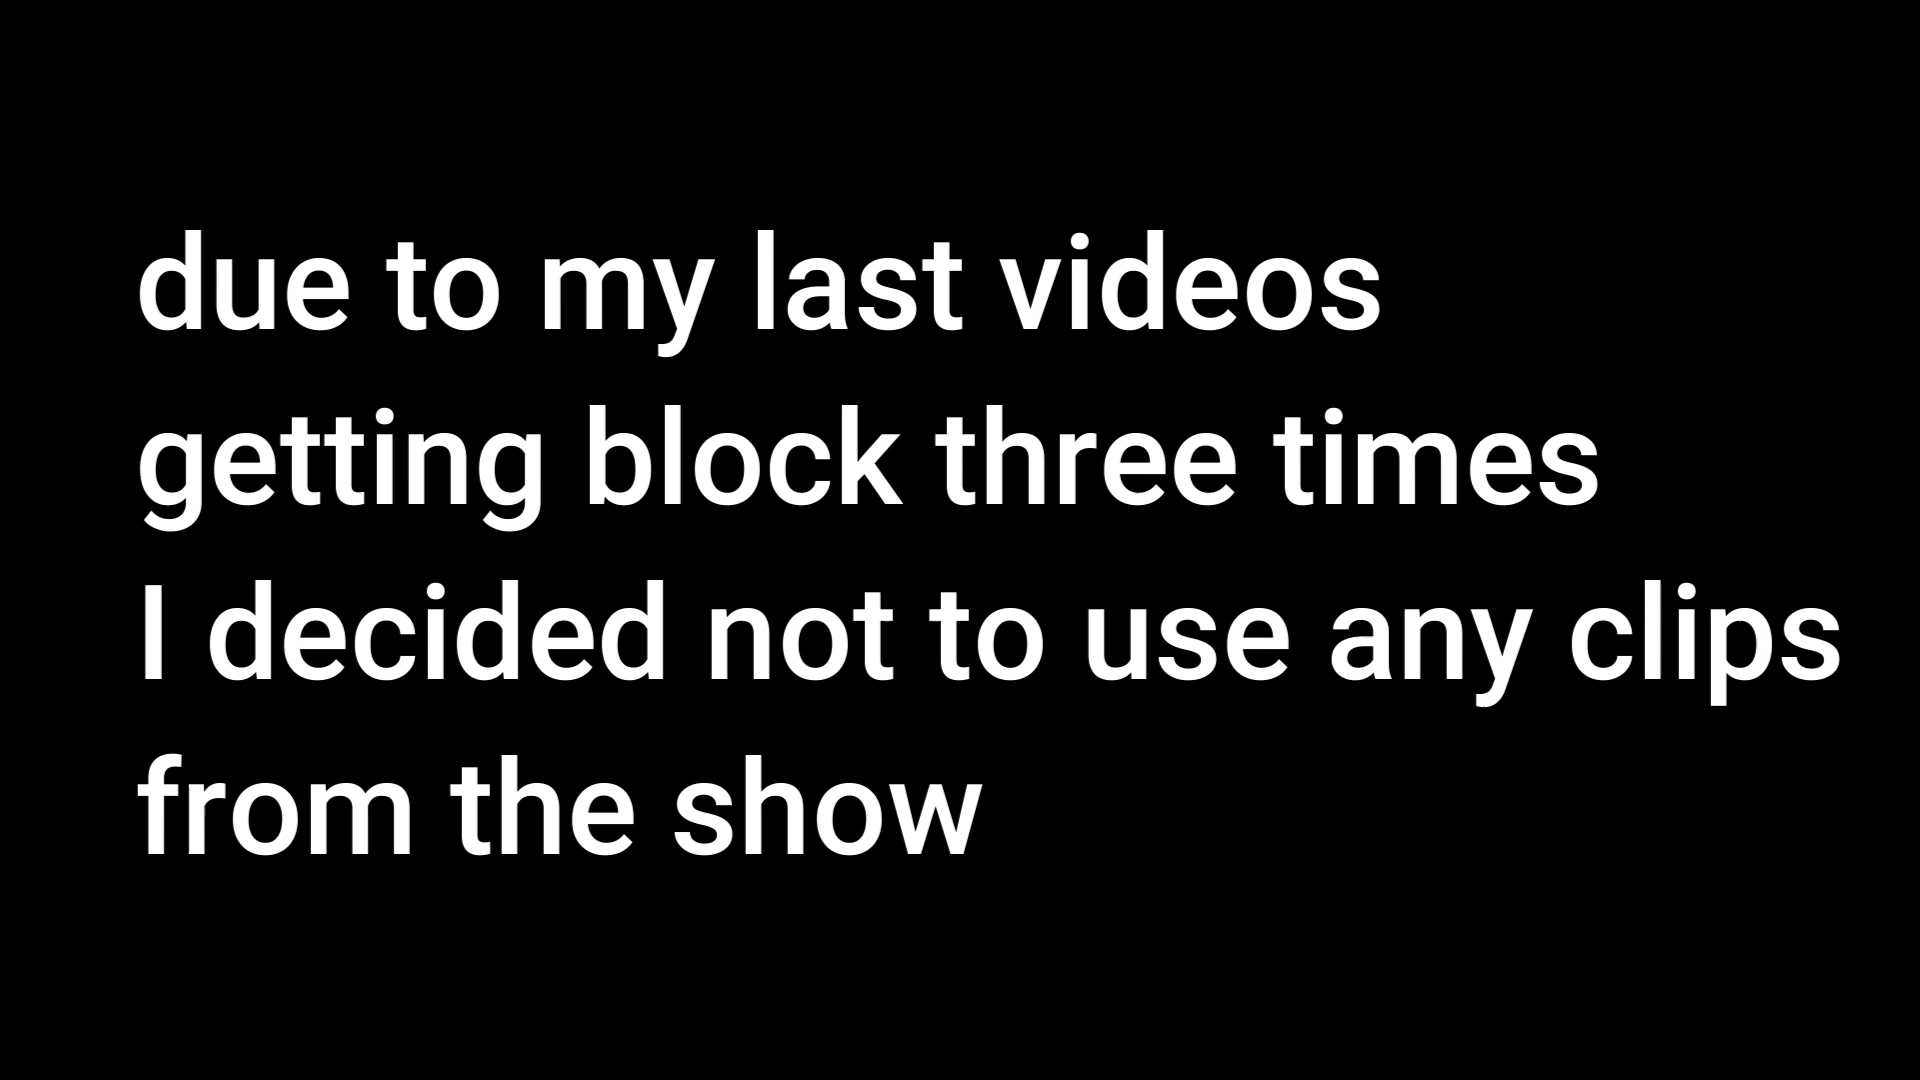 due to my last videos
getting block three times
I decided not to use any clips
from the show